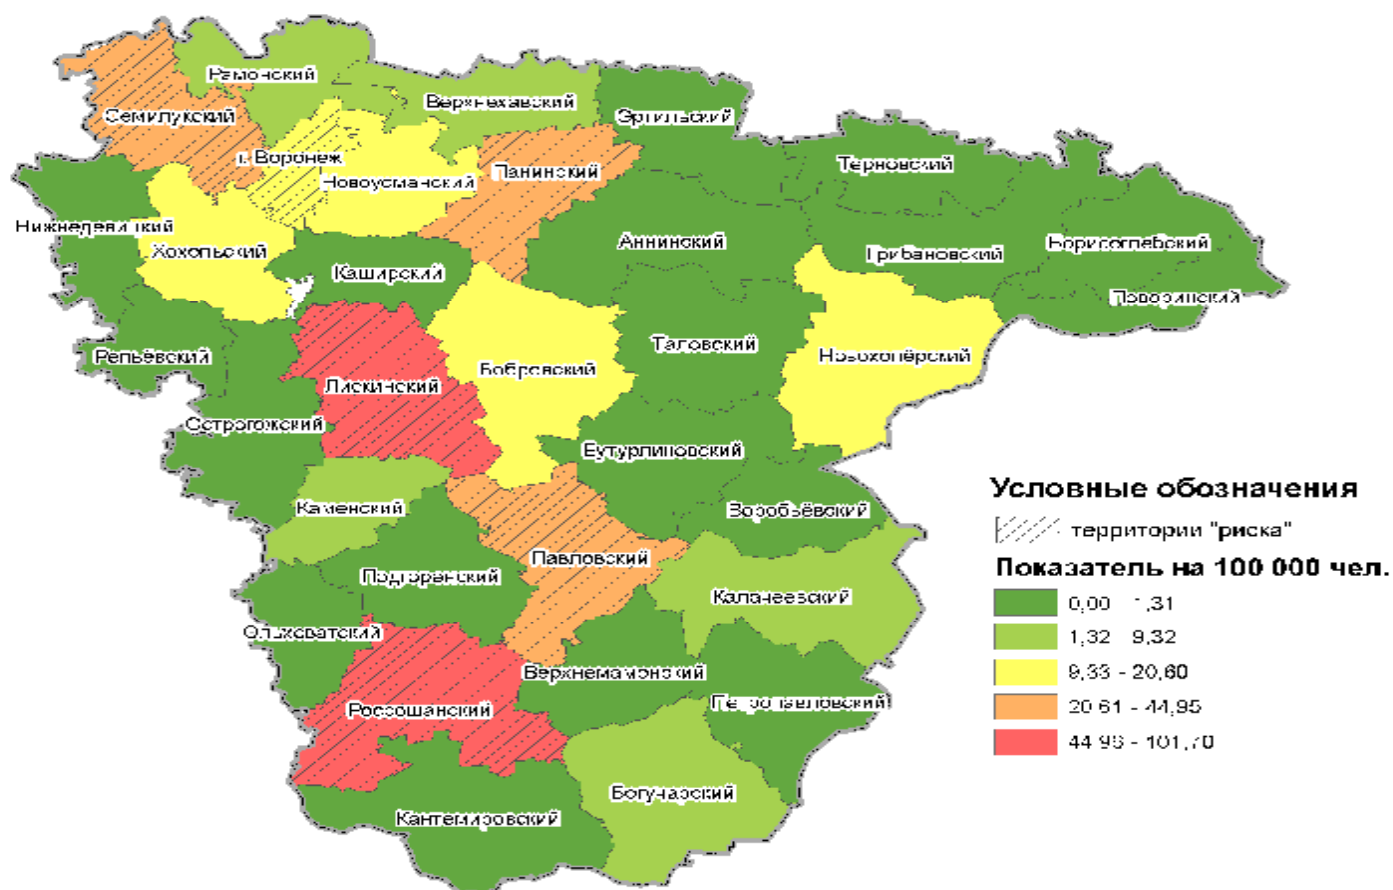 Рамонский
Верхнехавский
Семилукский
Эртильский
г. Воронеж
Терновский
Панинский
Новоусманский
Нижнедевицкий
Хохольский
Аннинский
Борисоглебский
Грибановский
Каширский
Поворинский
Репьёвский
Таловский
Новохопёрский
Бобровский
Лискинский
Острогожский
Бутурлиновский
Каменский
Воробьёвский
Павловский
Подгоренский
Калачеевский
Ольховатский
Верхнемамонский
Петропавловский
Россошанский
Богучарский
Кантемировский
Условные обозначения
территории "риска"
Показатель на 100 000 чел.
0,00 - 1,31
1,32 - 9,32
9,33 - 20,60
20,61 - 44,95
44,96 - 101,70